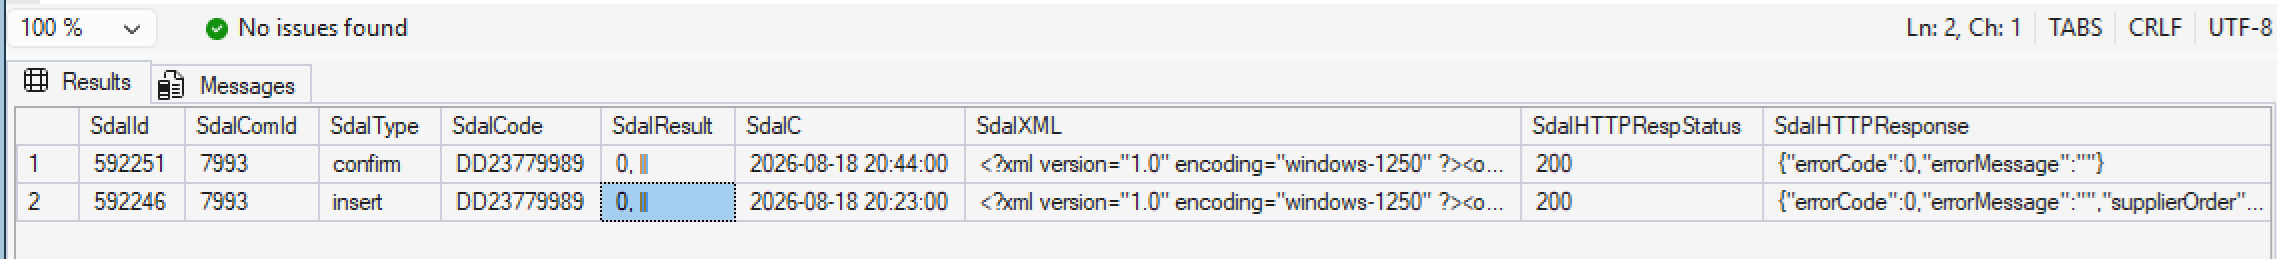 100 % No issues found Ln: 2, Ch: 1 TABS CRLF UTF-8
Results Messages
SdalId SdalComId SdalType SdalCode SdalResult SdalC SdalXML SdalHTTPRespStatus SdalHTTPResponse
1 592251 7993 confirm DD23779989 0, || 2026-08-18 20:44:00 <?xml version="1.0" encoding="windows-1250" ?><o... 200 {"errorCode":0,"errorMessage":""}
2 592246 7993 insert DD23779989 0, || 2026-08-18 20:23:00 <?xml version="1.0" encoding="windows-1250" ?><o... 200 {"errorCode":0,"errorMessage":"","supplierOrder"...